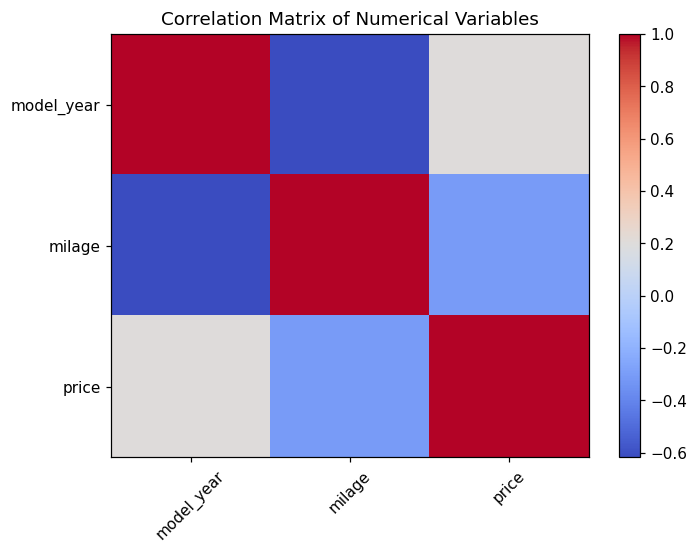 Correlation Matrix of Numerical Variables
model_year
milage
price
model_year
milage
price
1.0
0.8
0.6
0.4
0.2
0.0
−0.2
−0.4
−0.6